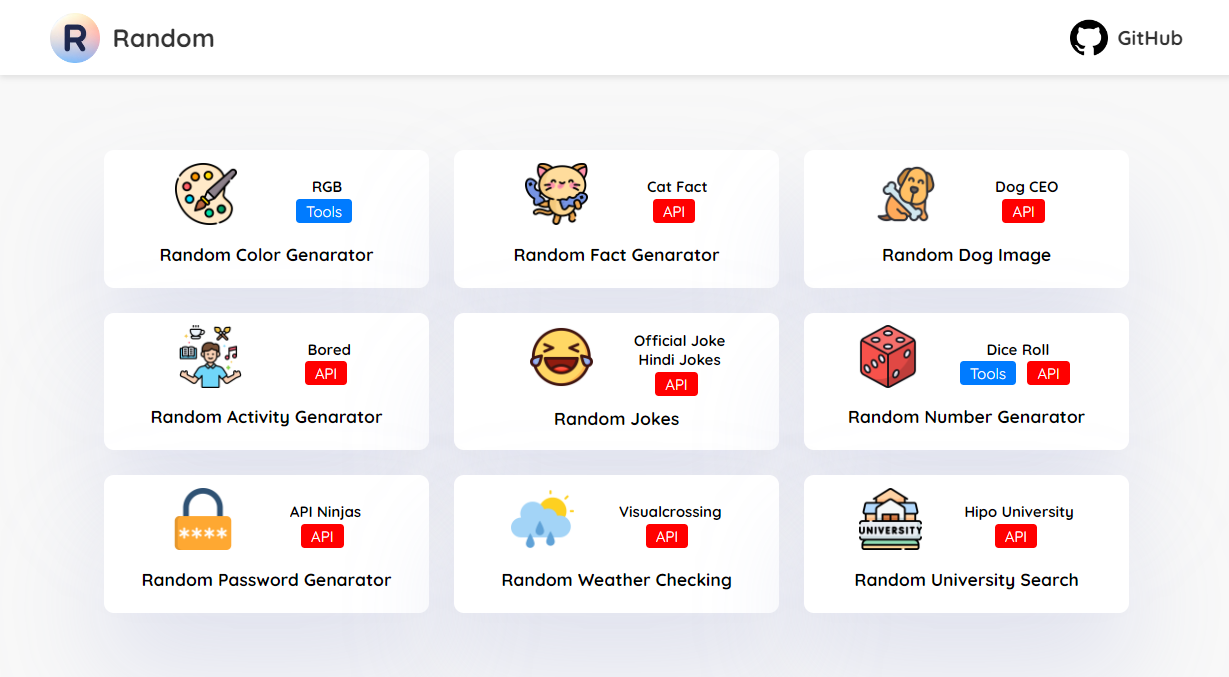 R Random
GitHub
RGB
Tools
Random Color Genarator
Cat Fact
API
Random Fact Genarator
Dog CEO
API
Random Dog Image
Bored
API
Random Activity Genarator
Official Joke
Hindi Jokes
API
Random Jokes
Dice Roll
Tools API
Random Number Genarator
API Ninjas
****
API
Random Password Genarator
Visualcrossing
API
Random Weather Checking
Hipo University
UNIVERSITY
API
Random University Search